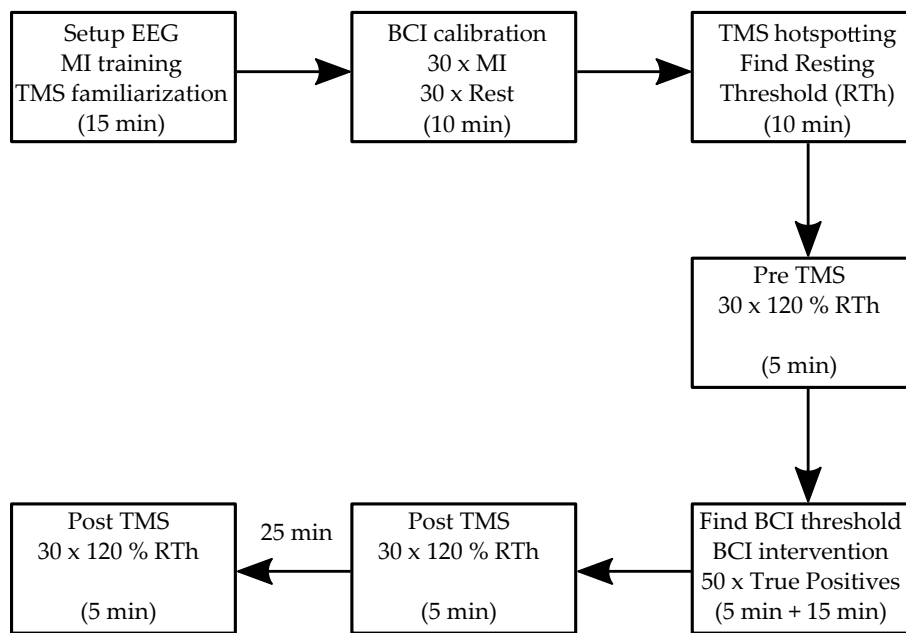 Setup EEG
MI training
TMS familiarization
(15 min)
BCI calibration
30 x MI
30 x Rest
(10 min)
TMS hotspotting
Find Resting
Threshold (RTh)
(10 min)
Pre TMS
30 x 120 % RTh
(5 min)
Find BCI threshold
BCI intervention
50 x True Positives
(5 min + 15 min)
Post TMS
30 x 120 % RTh
(5 min)
25 min
Post TMS
30 x 120 % RTh
(5 min)